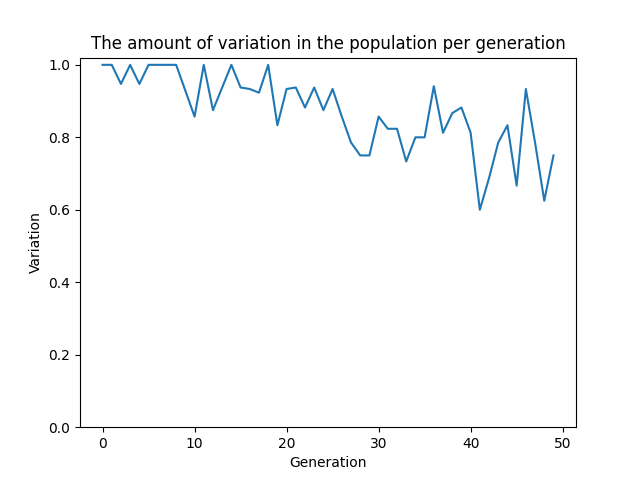 The amount of variation in the population per generation
1.0
0.8
0.6
0.4
0.2
0.0
Variation
0 10 20 30 40 50
Generation